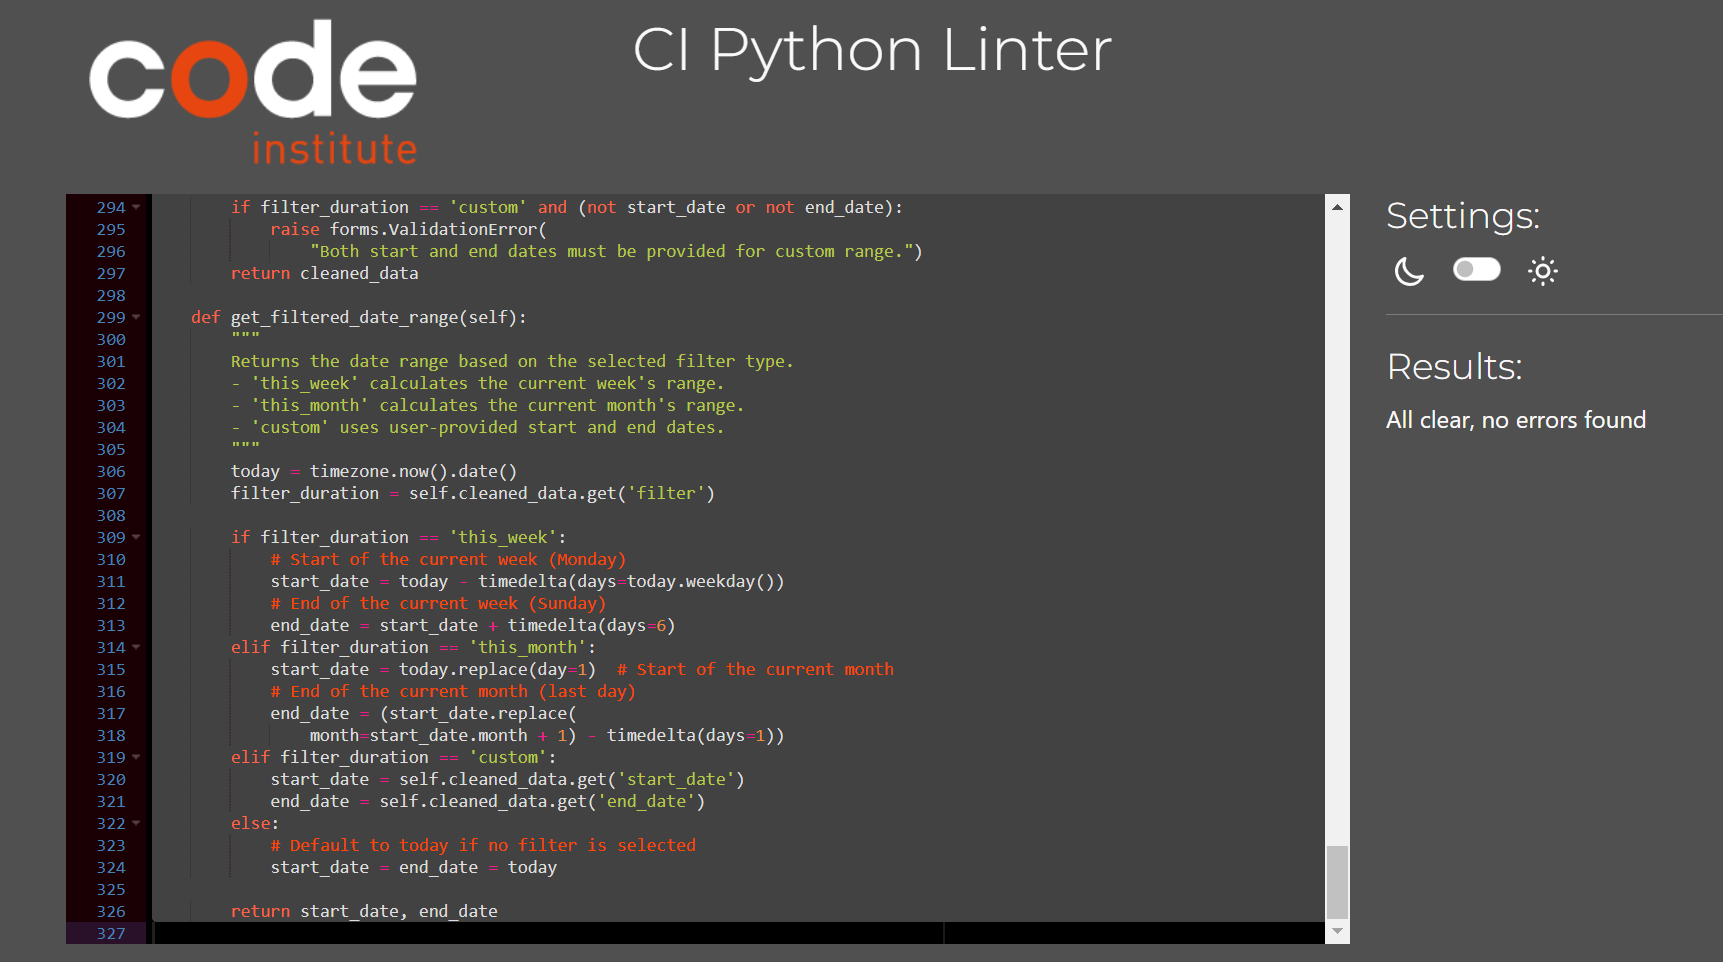 code
institute
CI Python Linter
294 if filter_duration == 'custom' and (not start_date or not end_date):
295 raise forms.ValidationError(
296 "Both start and end dates must be provided for custom range.")
297 return cleaned_data
298
299 def get_filtered_date_range(self):
300 """
301 Returns the date range based on the selected filter type.
302 - 'this_week' calculates the current week's range.
303 - 'this_month' calculates the current month's range.
304 - 'custom' uses user-provided start and end dates.
305 """
306 today = timezone.now().date()
307 filter_duration = self.cleaned_data.get('filter')
308
309 if filter_duration == 'this_week':
310 # Start of the current week (Monday)
311 start_date = today - timedelta(days=today.weekday())
312 # End of the current week (Sunday)
313 end_date = start_date + timedelta(days=6)
314 elif filter_duration == 'this_month':
315 start_date = today.replace(day=1)  # Start of the current month
316 # End of the current month (last day)
317 end_date = (start_date.replace(
318 month=start_date.month + 1) - timedelta(days=1))
319 elif filter_duration == 'custom':
320 start_date = self.cleaned_data.get('start_date')
321 end_date = self.cleaned_data.get('end_date')
322 else:
323 # Default to today if no filter is selected
324 start_date = end_date = today
325
326 return start_date, end_date
327
Settings:
Results:
All clear, no errors found